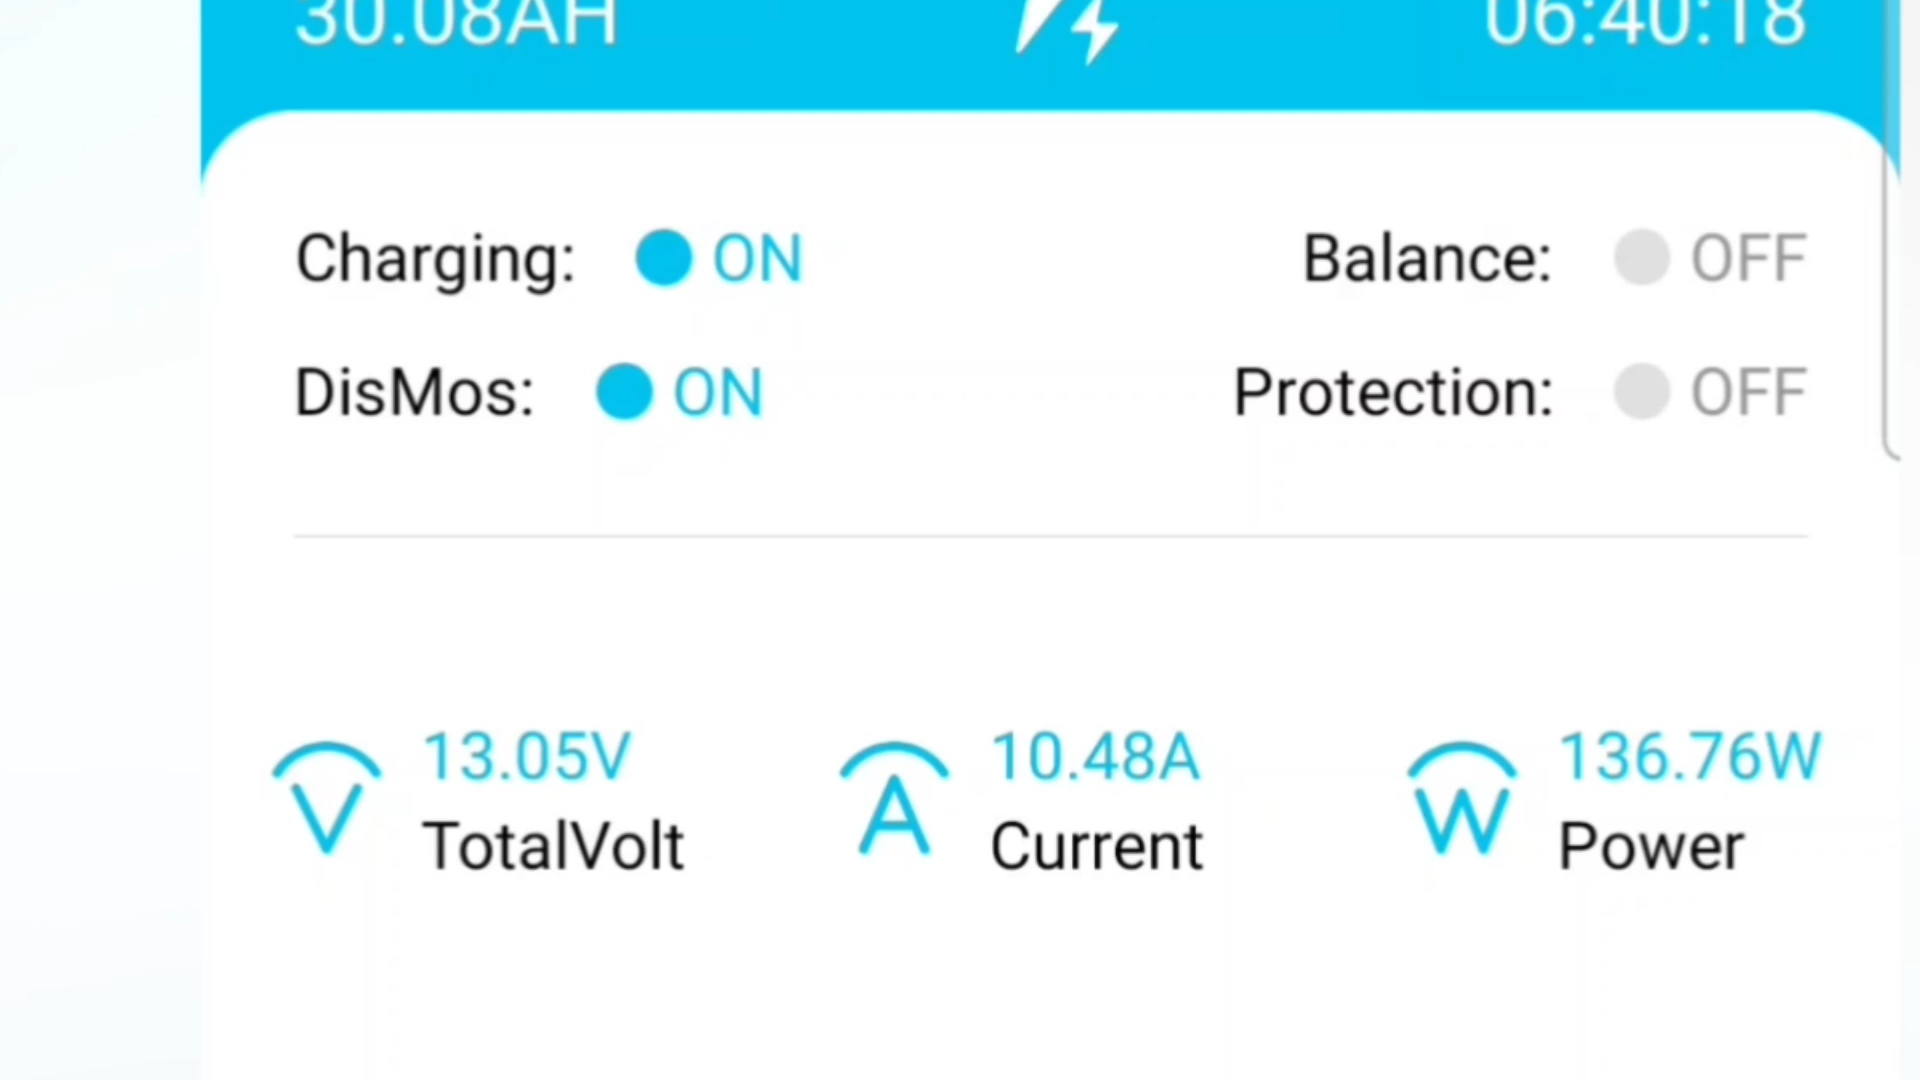 30.08AH 06:40:18
Charging: ON Balance: OFF
DisMos: ON Protection: OFF
13.05V 10.48A 136.76W
TotalVolt Current Power